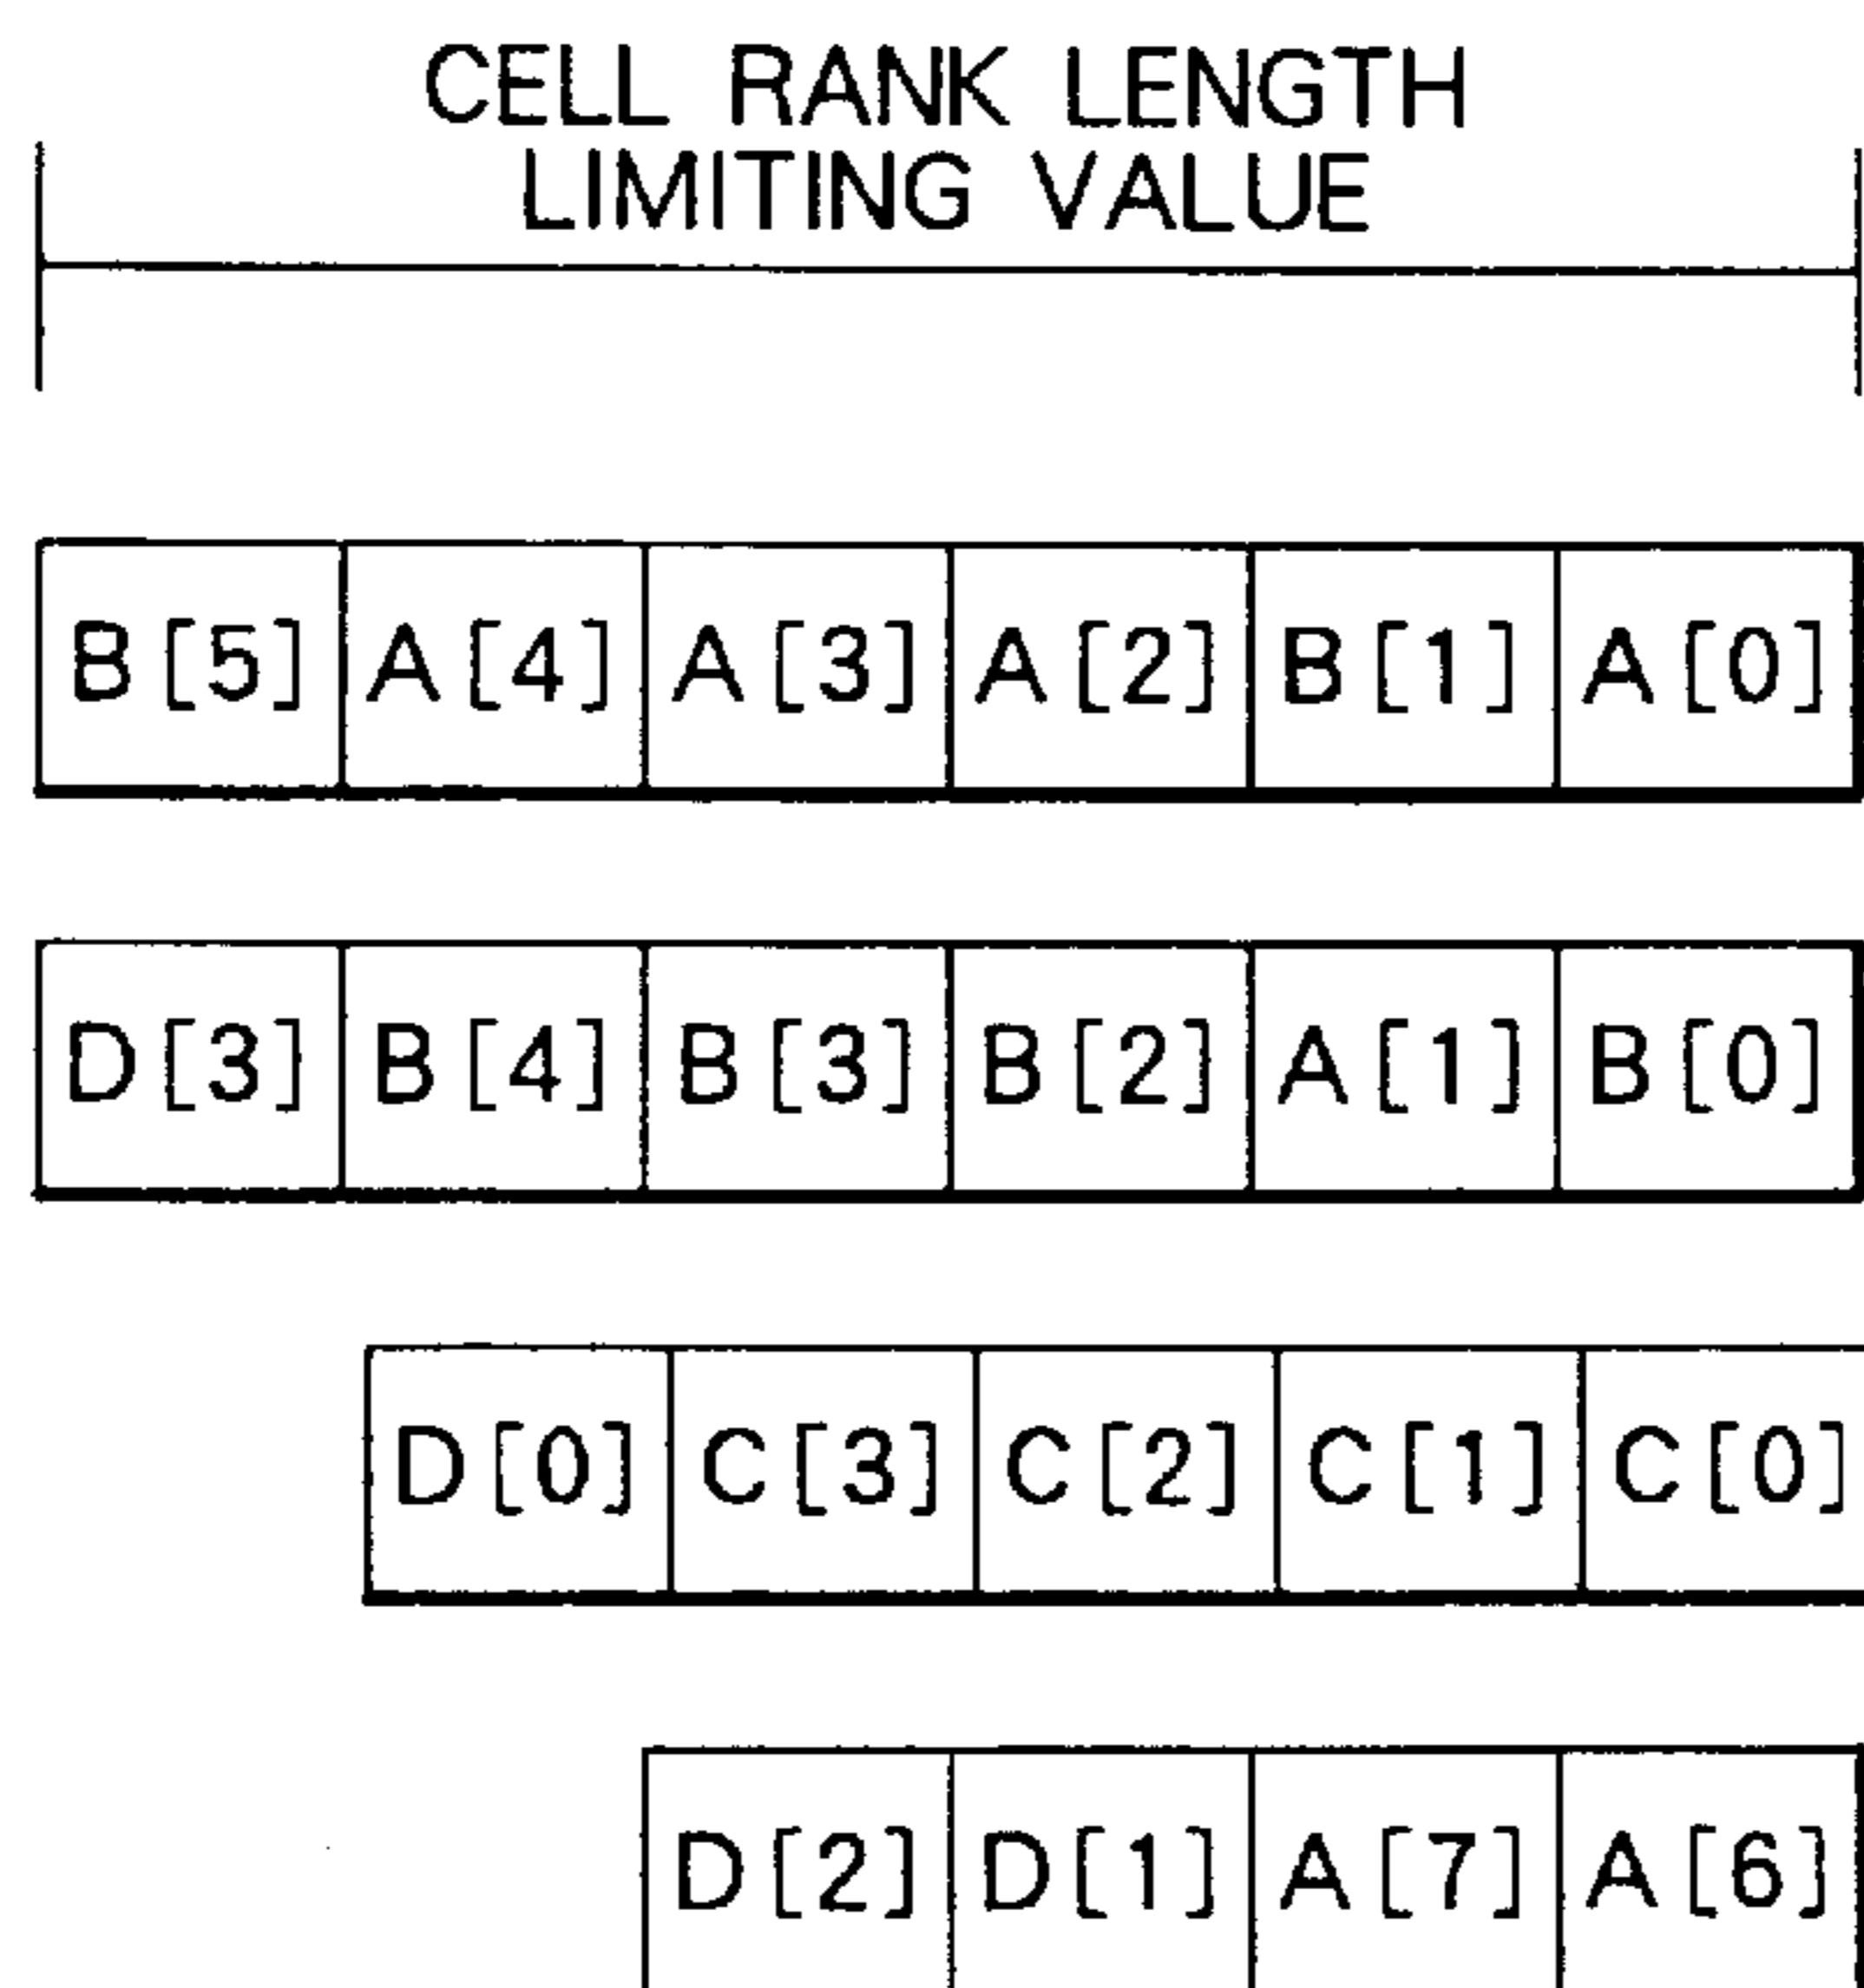 CELL RANK LENGTH
LIMITING VALUE
B[5] A[4] A[3] A[2] B[1] A[0]
D[3] B[4] B[3] B[2] A[1] B[0]
D[0] C[3] C[2] C[1] C[0]
D[2] D[1] A[7] A[6]